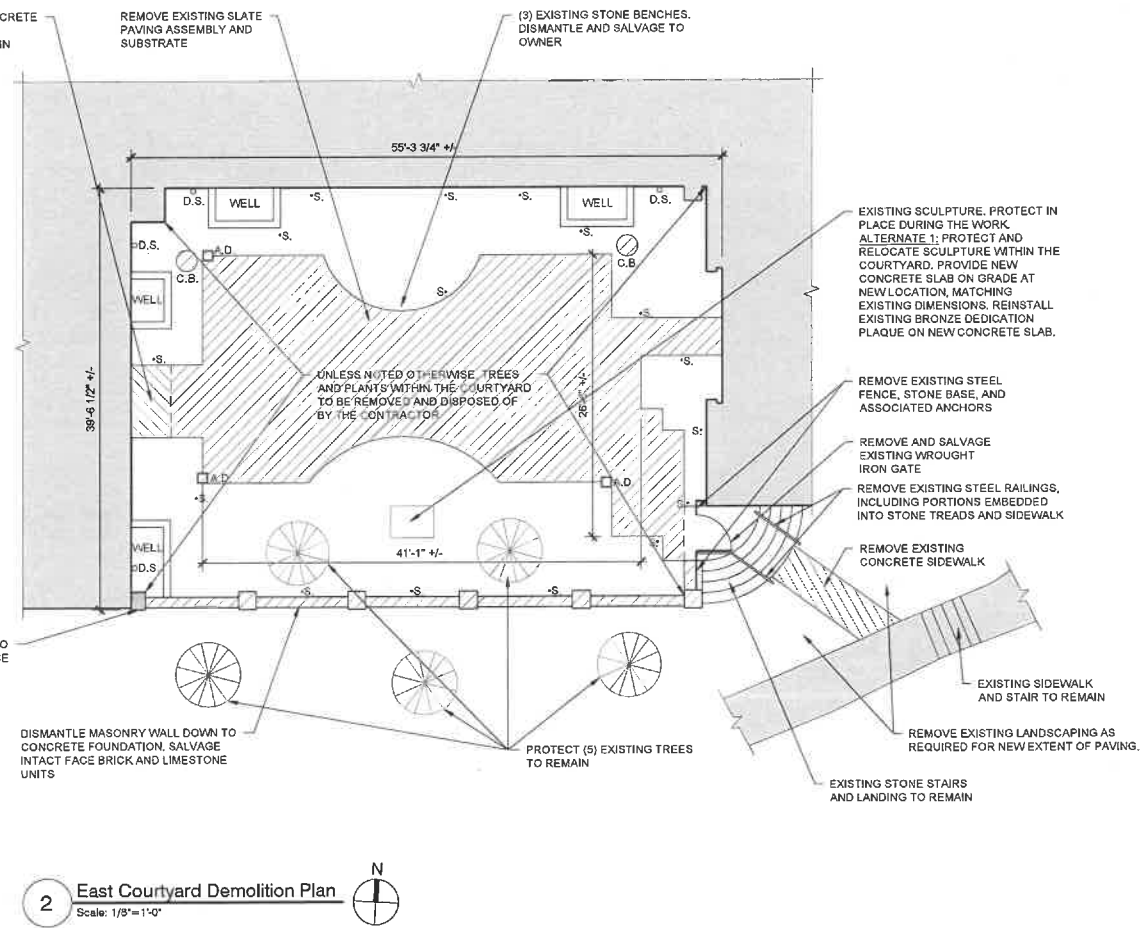 CRETE
IN
REMOVE EXISTING SLATE
PAVING ASSEMBLY AND
SUBSTRATE
(3) EXISTING STONE BENCHES.
DISMANTLE AND SALVAGE TO
OWNER
55'-3 3/4" +/-
39'-6 1/2" +/-
D.S.
WELL
•S.
•S.
•S.
WELL
D.S.
•S.
•S.
D.S.
A.D.
C.B.
C.B.
WELL
S•
•S.
•S.
•S.
EXISTING SCULPTURE. PROTECT IN
PLACE DURING THE WORK.
ALTERNATE 1: PROTECT AND
RELOCATE SCULPTURE WITHIN THE
COURTYARD. PROVIDE NEW
CONCRETE SLAB ON GRADE AT
NEW LOCATION, MATCHING
EXISTING DIMENSIONS. REINSTALL
EXISTING BRONZE DEDICATION
PLAQUE ON NEW CONCRETE SLAB.
UNLESS NOTED OTHERWISE, TREES
AND PLANTS WITHIN THE COURTYARD
TO BE REMOVED AND DISPOSED OF
BY THE CONTRACTOR
REMOVE EXISTING STEEL
FENCE, STONE BASE, AND
ASSOCIATED ANCHORS
S•
A.D.
A.D.
•S.
S•
REMOVE AND SALVAGE
EXISTING WROUGHT
IRON GATE
REMOVE EXISTING STEEL RAILINGS,
INCLUDING PORTIONS EMBEDDED
INTO STONE TREADS AND SIDEWALK
WELL
D.S.
41'-1" +/-
•S.
REMOVE EXISTING
CONCRETE SIDEWALK
•S.
•S.
•S.
O
CE
EXISTING SIDEWALK
AND STAIR TO REMAIN
DISMANTLE MASONRY WALL DOWN TO
CONCRETE FOUNDATION. SALVAGE
INTACT FACE BRICK AND LIMESTONE
UNITS
PROTECT (5) EXISTING TREES
TO REMAIN
REMOVE EXISTING LANDSCAPING AS
REQUIRED FOR NEW EXTENT OF PAVING.
EXISTING STONE STAIRS
AND LANDING TO REMAIN
N
2
East Courtyard Demolition Plan
Scale: 1/8"=1'-0"